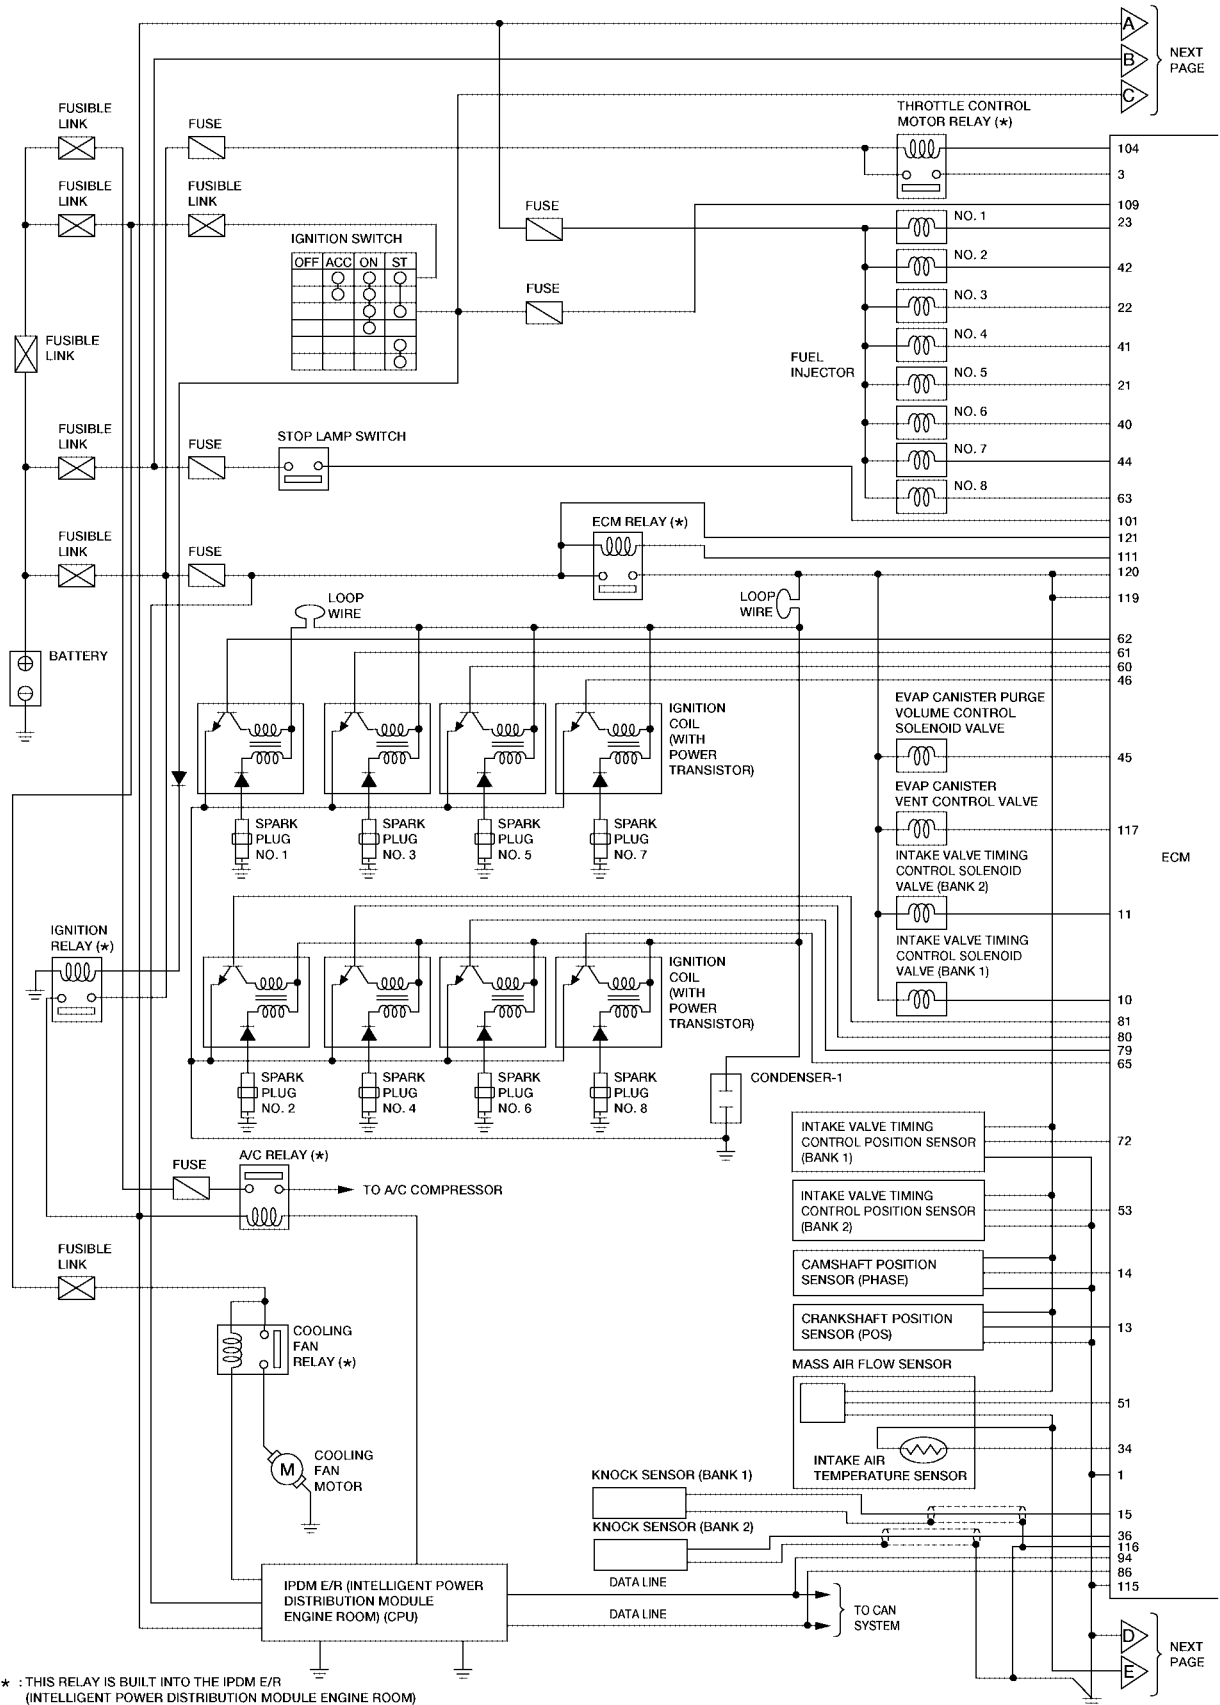 A
B
C
NEXT
PAGE
FUSIBLE
LINK
FUSE
THROTTLE CONTROL
MOTOR RELAY (*)
104
3
FUSIBLE
LINK
FUSIBLE
LINK
FUSE
109
NO. 1
23
IGNITION SWITCH
OFF ACC ON ST
NO. 2
42
FUSE
NO. 3
22
FUSIBLE
LINK
NO. 4
41
FUEL
INJECTOR
NO. 5
21
NO. 6
40
FUSIBLE
LINK
FUSE
STOP LAMP SWITCH
NO. 7
44
NO. 8
63
101
ECM RELAY (*)
121
111
120
119
FUSIBLE
LINK
FUSE
LOOP
WIRE
LOOP
WIRE
62
61
60
46
BATTERY
IGNITION
COIL
(WITH
POWER
TRANSISTOR)
EVAP CANISTER PURGE
VOLUME CONTROL
SOLENOID VALVE
45
EVAP CANISTER
VENT CONTROL VALVE
117
SPARK
PLUG
NO. 1
SPARK
PLUG
NO. 3
SPARK
PLUG
NO. 5
SPARK
PLUG
NO. 7
INTAKE VALVE TIMING
CONTROL SOLENOID
VALVE (BANK 2)
ECM
11
IGNITION
RELAY (*)
INTAKE VALVE TIMING
CONTROL SOLENOID
VALVE (BANK 1)
IGNITION
COIL
(WITH
POWER
TRANSISTOR)
10
81
80
79
65
SPARK
PLUG
NO. 2
SPARK
PLUG
NO. 4
SPARK
PLUG
NO. 6
SPARK
PLUG
NO. 8
CONDENSER-1
INTAKE VALVE TIMING
CONTROL POSITION SENSOR
(BANK 1)
72
A/C RELAY (*)
FUSE
TO A/C COMPRESSOR
INTAKE VALVE TIMING
CONTROL POSITION SENSOR
(BANK 2)
53
FUSIBLE
LINK
CAMSHAFT POSITION
SENSOR (PHASE)
14
CRANKSHAFT POSITION
SENSOR (POS)
13
COOLING
FAN
RELAY (*)
MASS AIR FLOW SENSOR
51
34
INTAKE AIR
TEMPERATURE SENSOR
1
M
COOLING
FAN
MOTOR
KNOCK SENSOR (BANK 1)
15
KNOCK SENSOR (BANK 2)
36
116
94
86
115
IPDM E/R (INTELLIGENT POWER
DISTRIBUTION MODULE
ENGINE ROOM) (CPU)
DATA LINE
DATA LINE
TO CAN
SYSTEM
D
E
NEXT
PAGE
* : THIS RELAY IS BUILT INTO THE IPDM E/R
(INTELLIGENT POWER DISTRIBUTION MODULE ENGINE ROOM)